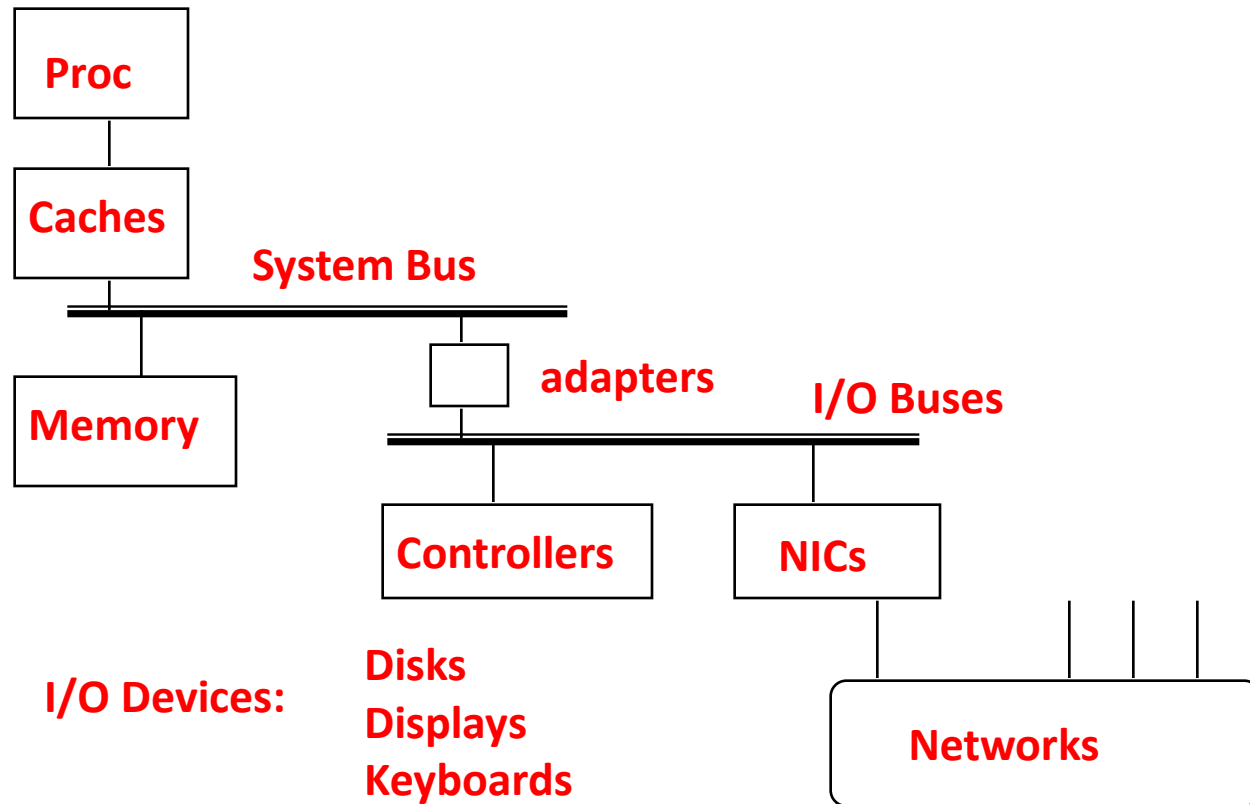 Proc
Caches
System Bus
adapters
I/O Buses
Memory
Controllers
NICs
I/O Devices:
Disks
Displays
Keyboards
Networks